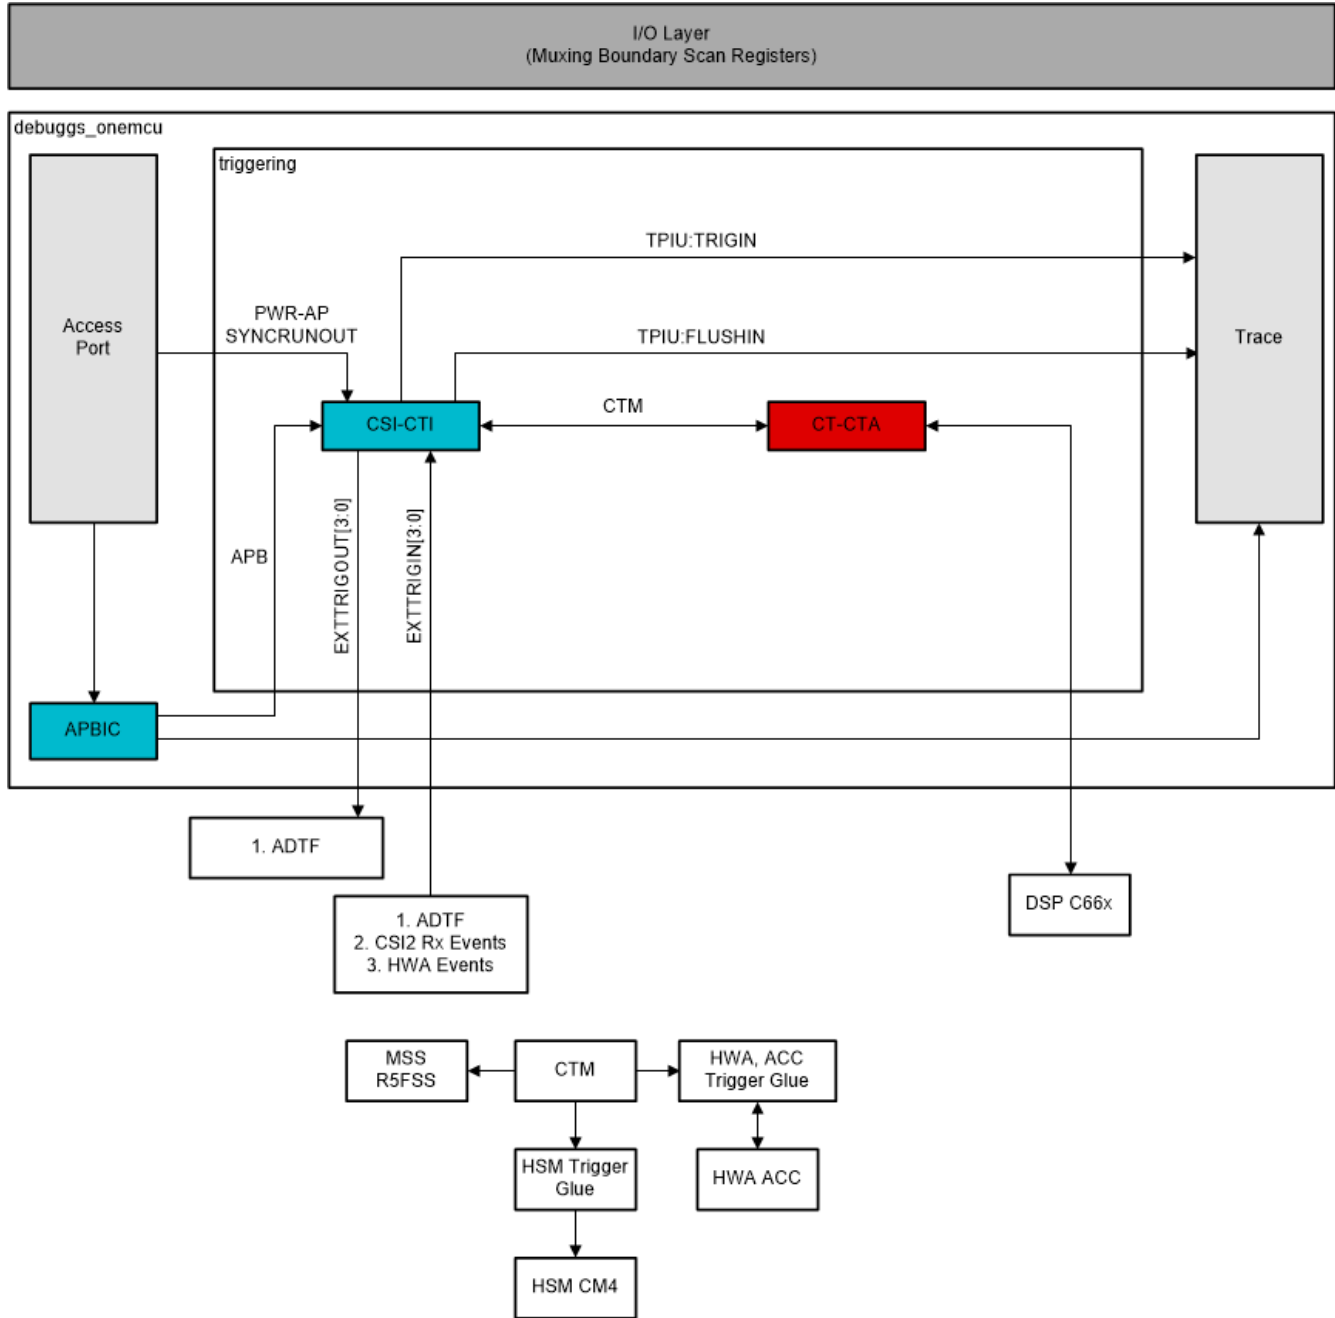 I/O Layer
(Muxing Boundary Scan Registers)
debuggs_onemcu
triggering
Access
Port
PWR-AP
SYNCRUNOUT
TPIU:TRIGIN
TPIU:FLUSHIN
Trace
CSI-CTI
CTM
CT-CTA
APB
EXTTRIGOUT[3:0]
EXTTRIGIN[3:0]
APBIC
1. ADTF
1. ADTF
2. CSI2 Rx Events
3. HWA Events
DSP C66x
MSS
R5FSS
CTM
HWA, ACC
Trigger Glue
HSM Trigger
Glue
HWA ACC
HSM CM4